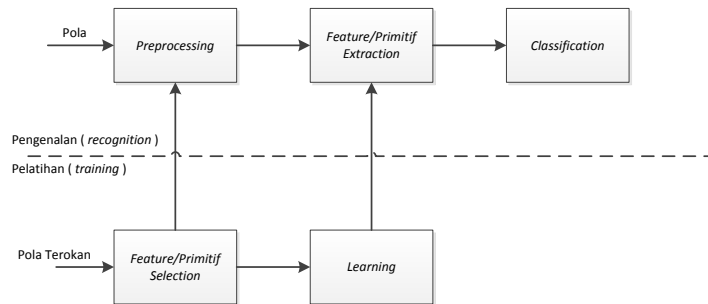 Pola
Preprocessing
Feature/Primitif
Extraction
Classification
Pengenalan ( recognition )
Pelatihan ( training )
Pola Terokan
Feature/Primitif
Selection
Learning